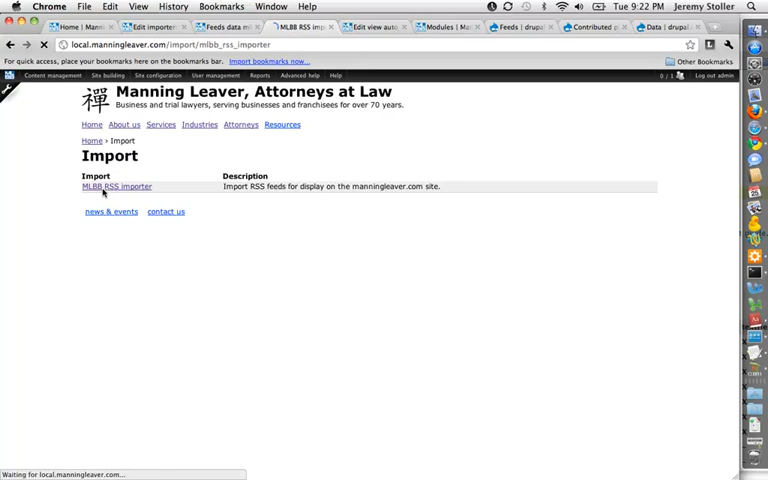 Chrome File Edit View History Bookmarks Window Help Tue 9:22 PM Jeremy Stoller
Home | Mann Edit importer Feeds data mi MLBB RSS imp Edit view auto Modules | Ma Feeds | drupal Contributed p Data | drupal
local.manningleaver.com/import/mlbb_rss_importer
For quick access, place your bookmarks here on the bookmarks bar. Import bookmarks now... Other Bookmarks
Content management Site building Site configuration User management Reports Advanced help Help 0 / 1 Log out admin
禪 Manning Leaver, Attorneys at Law
Business and trial lawyers, serving businesses and franchisees for over 70 years.
Home About us Services Industries Attorneys Resources
Home › Import
Import
Import Description
MLBB RSS importer Import RSS feeds for display on the manningleaver.com site.
news & events contact us
Waiting for local.manningleaver.com...